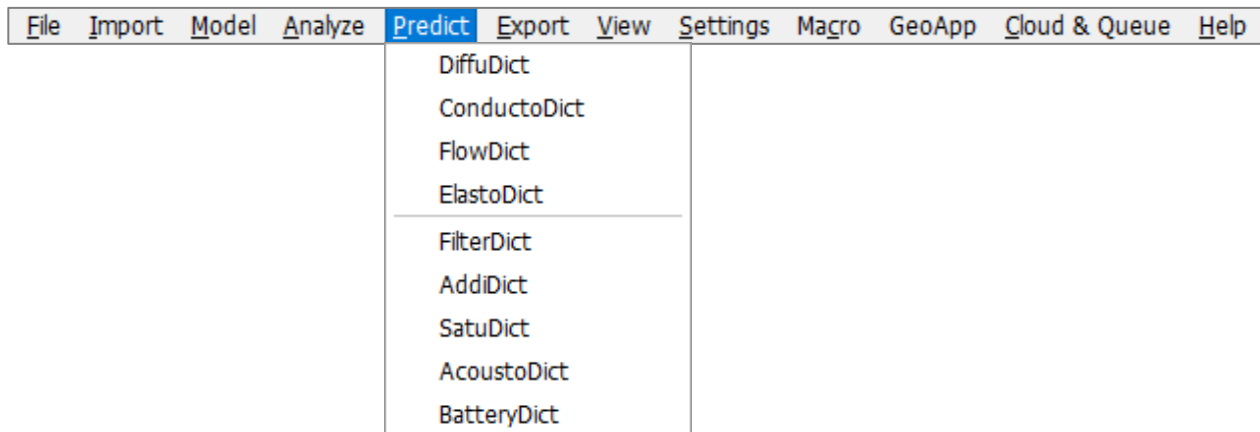 File Import Model Analyze Predict Export View Settings Macro GeoApp Cloud & Queue Help
DiffuDict
ConductoDict
FlowDict
ElastoDict
FilterDict
AddiDict
SatuDict
AcoustoDict
BatteryDict